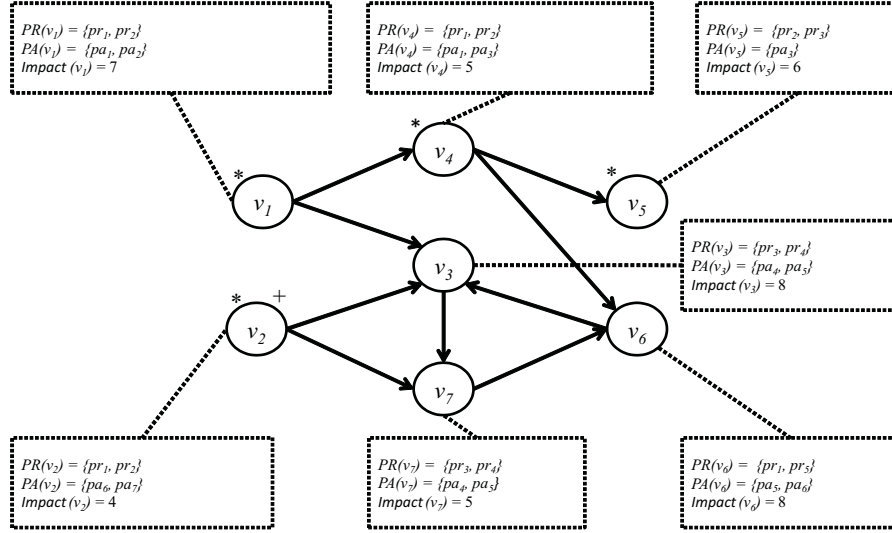 PR(v₁) = {pr₁, pr₂}
PA(v₁) = {pa₁, pa₂}
Impact (v₁) = 7
PR(v₄) = {pr₁, pr₂}
PA(v₄) = {pa₁, pa₃}
Impact (v₄) = 5
PR(v₅) = {pr₂, pr₃}
PA(v₅) = {pa₃}
Impact (v₅) = 6
*
v₄
*
v₁
*
v₅
v₃
PR(v₃) = {pr₃, pr₄}
PA(v₃) = {pa₄, pa₅}
Impact (v₃) = 8
* +
v₂
v₆
v₇
PR(v₂) = {pr₁, pr₂}
PA(v₂) = {pa₆, pa₇}
Impact (v₂) = 4
PR(v₇) = {pr₃, pr₄}
PA(v₇) = {pa₄, pa₅}
Impact (v₇) = 5
PR(v₆) = {pr₁, pr₅}
PA(v₆) = {pa₅, pa₆}
Impact (v₆) = 8